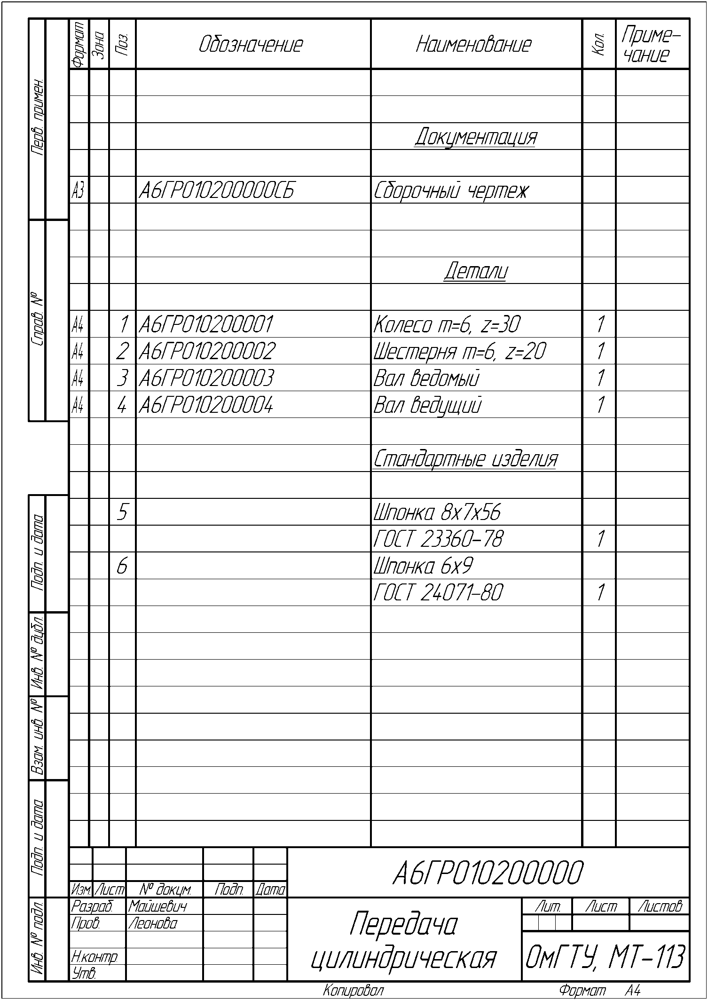 Формат Зона Поз. Обозначение Наименование Кол. Приме-
чание
Перв. примен.
Документация
А3 А6ГР010200000СБ Сборочный чертеж
Справ. №
Детали
А4 1 А6ГР010200001 Колесо m=6, z=30 1
А4 2 А6ГР010200002 Шестерня m=6, z=20 1
А4 3 А6ГР010200003 Вал ведомый 1
А4 4 А6ГР010200004 Вал ведущий 1
Стандартные изделия
Подп. и дата
5 Шпонка 8х7х56
ГОСТ 23360-78 1
6 Шпонка 6х9
ГОСТ 24071-80 1
Инв. № дубл.
Взам. инв. №
Подп. и дата
Инв. № подл.
А6ГР010200000
Изм. Лист № докум. Подп. Дата
Разраб. Майшевич
Пров. Леонова
Н.контр.
Утв.
Передача
цилиндрическая
Лит. Лист Листов
ОмГТУ, МТ-113
Копировал Формат А4